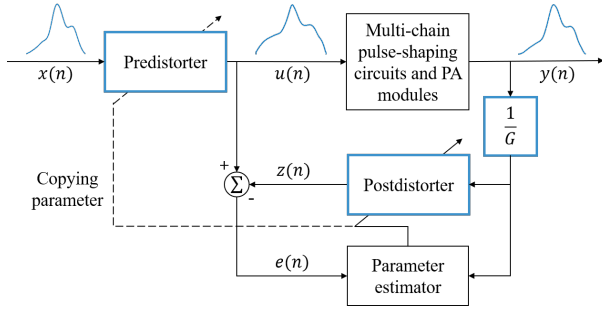 Predistorter
Multi-chain
pulse-shaping
circuits and PA
modules
x(n)
u(n)
y(n)
1
G
+
z(n)
Postdistorter
Σ
-
Copying
parameter
e(n)
Parameter
estimator